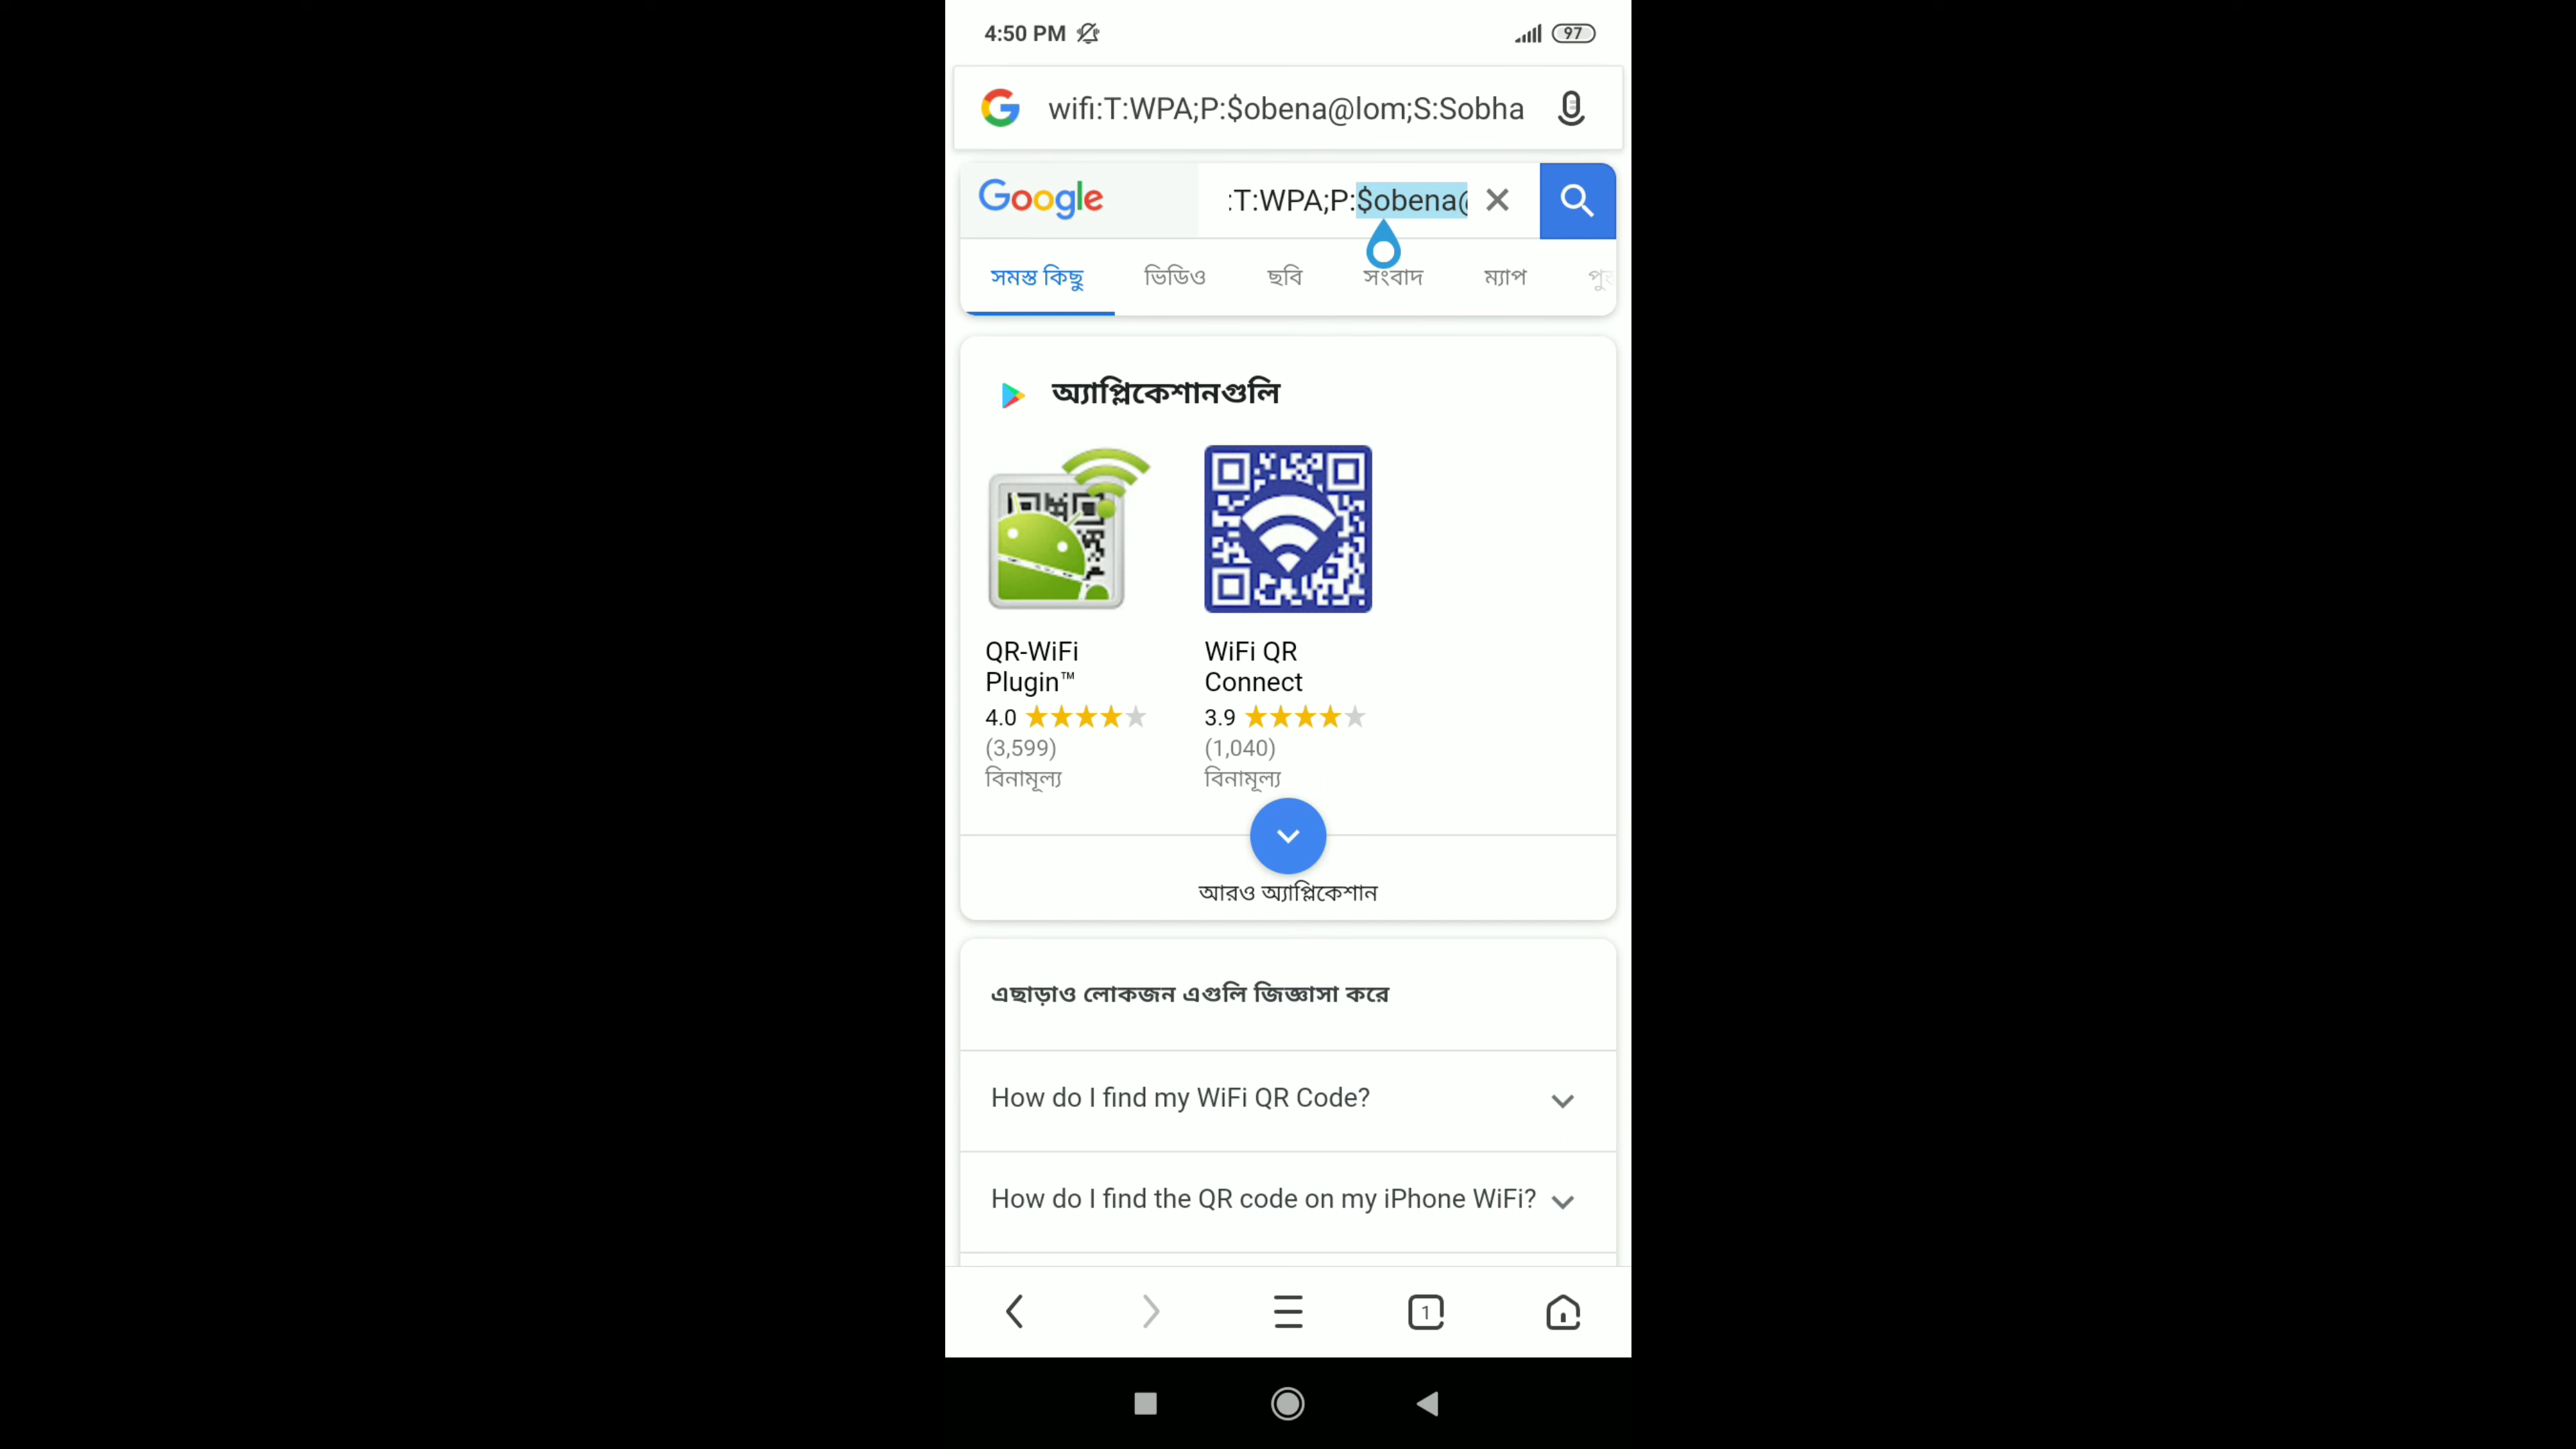 4:50 PM 97
wifi:T:WPA;P:$obena@lom;S:Sobha
Google :T:WPA;P:$obena@
সমস্ত কিছু ভিডিও ছবি সংবাদ ম্যাপ
অ্যাপ্লিকেশানগুলি
QR-WiFi Plugin™
4.0
(3,599)
বিনামূল্য
WiFi QR Connect
3.9
(1,040)
বিনামূল্য
আরও অ্যাপ্লিকেশান
এছাড়াও লোকজন এগুলি জিজ্ঞাসা করে
How do I find my WiFi QR Code?
How do I find the QR code on my iPhone WiFi?
1